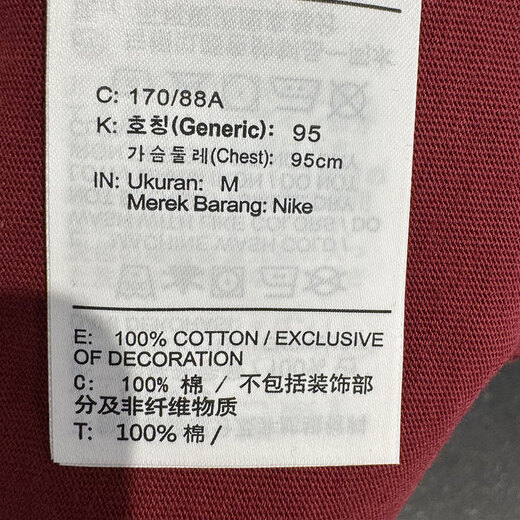 C: 170/88A
K: 호칭(Generic): 95
가슴둘레(Chest): 95cm
IN: Ukuran: M
Merek Barang: Nike
E: 100% COTTON / EXCLUSIVE
OF DECORATION
C: 100% 棉 / 不包括装饰部
分及非纤维物质
T: 100% 棉 /